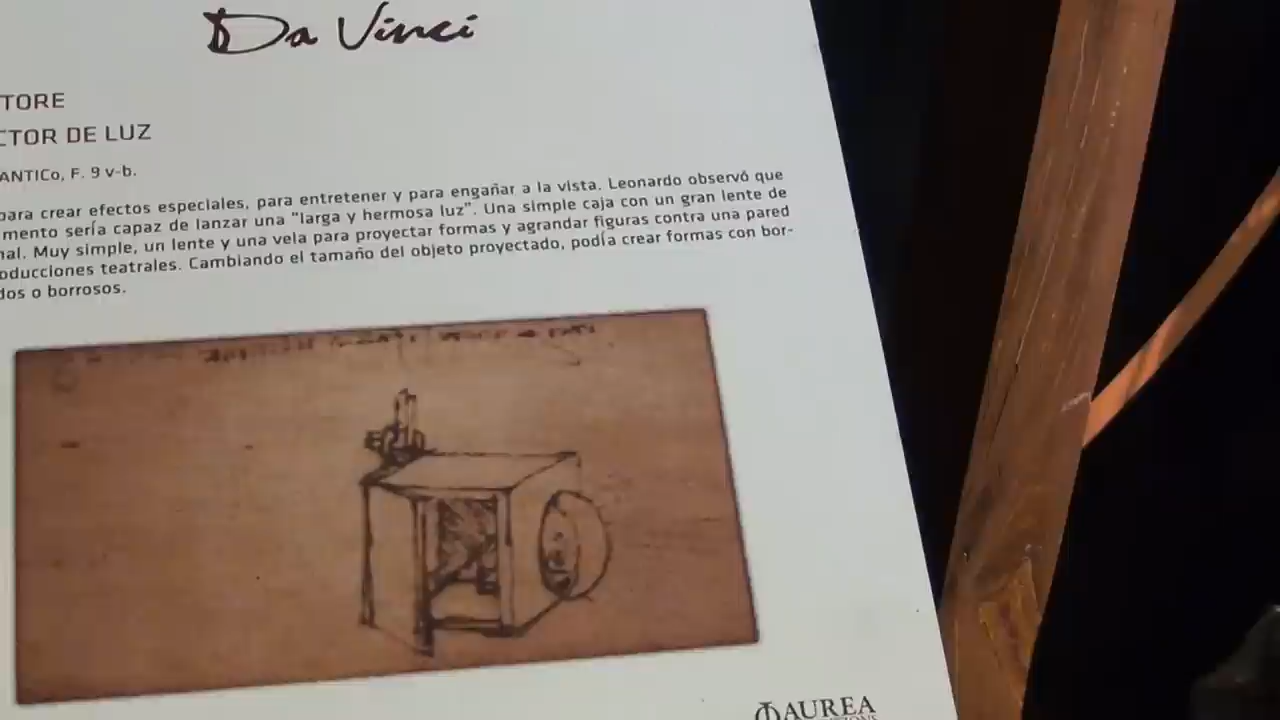 Da Vinci
TORE
CTOR DE LUZ
ANTICo, F. 9 v-b.
para crear efectos especiales, para entretener y para engañar a la vista. Leonardo observó que
mento sería capaz de lanzar una "larga y hermosa luz". Una simple caja con un gran lente de
nal. Muy simple, un lente y una vela para proyectar formas y agrandar figuras contra una pared
oducciones teatrales. Cambiando el tamaño del objeto proyectado, podía crear formas con bor-
dos o borrosos.
AUREA